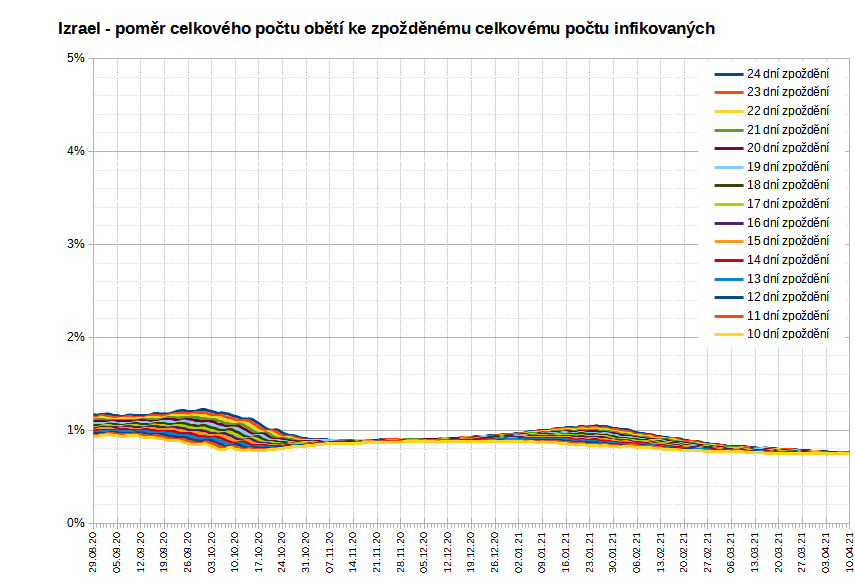 Izrael - poměr celkového počtu obětí ke zpožděnému celkovému počtu infikovaných
5%
4%
3%
2%
1%
0%
24 dní zpoždění
23 dní zpoždění
22 dní zpoždění
21 dní zpoždění
20 dní zpoždění
19 dní zpoždění
18 dní zpoždění
17 dní zpoždění
16 dní zpoždění
15 dní zpoždění
14 dní zpoždění
13 dní zpoždění
12 dní zpoždění
11 dní zpoždění
10 dní zpoždění
29.08.20
05.09.20
12.09.20
19.09.20
26.09.20
03.10.20
10.10.20
17.10.20
24.10.20
31.10.20
07.11.20
14.11.20
21.11.20
28.11.20
05.12.20
12.12.20
19.12.20
26.12.20
02.01.21
09.01.21
16.01.21
23.01.21
30.01.21
06.02.21
13.02.21
20.02.21
27.02.21
06.03.21
13.03.21
20.03.21
27.03.21
03.04.21
10.04.21